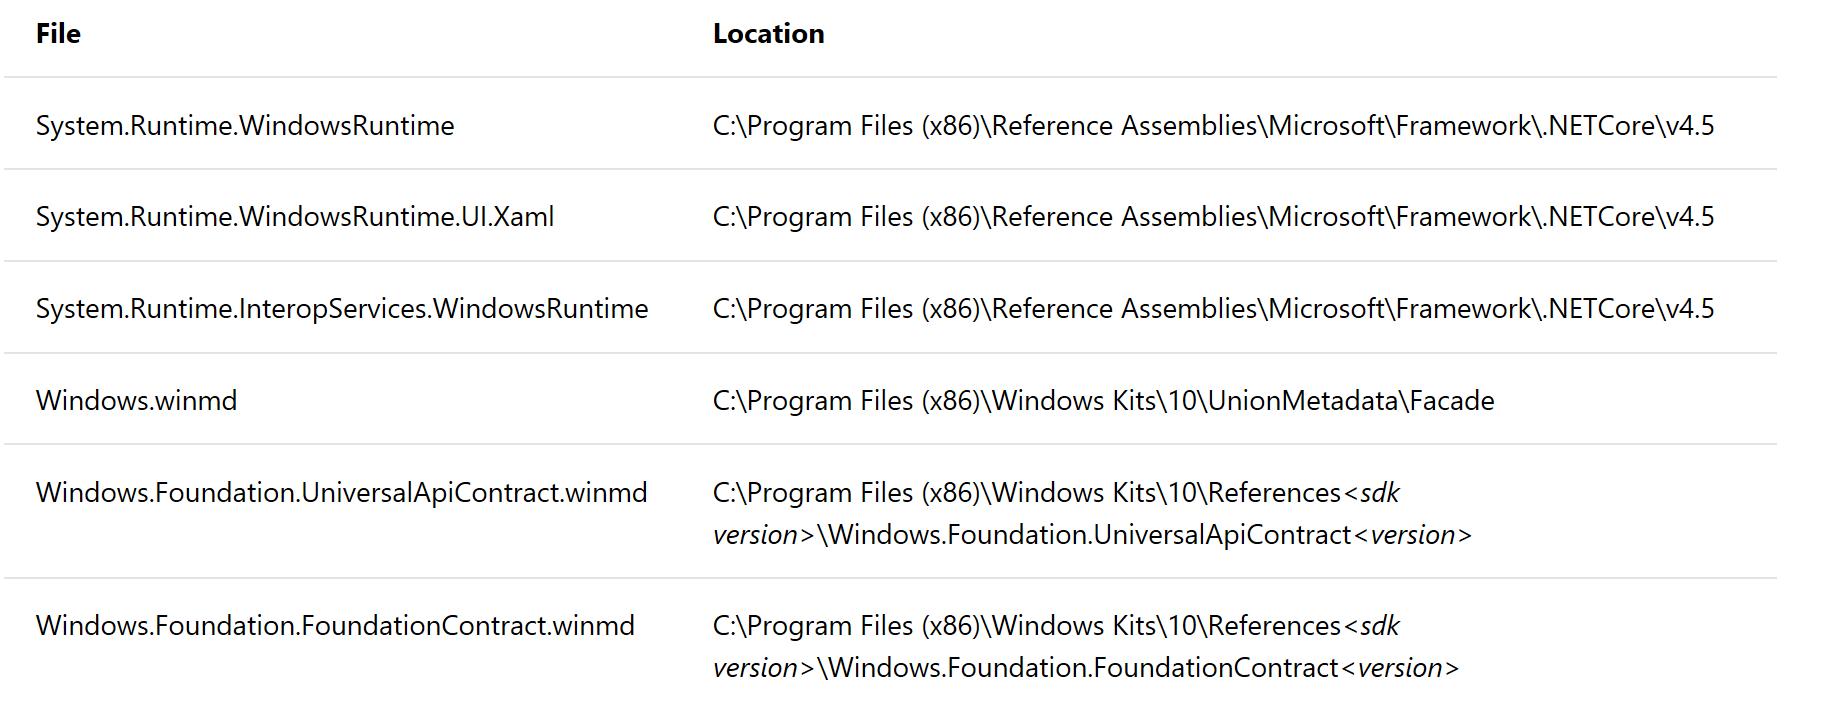 File Location
System.Runtime.WindowsRuntime C:\Program Files (x86)\Reference Assemblies\Microsoft\Framework\.NETCore\v4.5
System.Runtime.WindowsRuntime.UI.Xaml C:\Program Files (x86)\Reference Assemblies\Microsoft\Framework\.NETCore\v4.5
System.Runtime.InteropServices.WindowsRuntime C:\Program Files (x86)\Reference Assemblies\Microsoft\Framework\.NETCore\v4.5
Windows.winmd C:\Program Files (x86)\Windows Kits\10\UnionMetadata\Facade
Windows.Foundation.UniversalApiContract.winmd C:\Program Files (x86)\Windows Kits\10\References<sdk
version>\Windows.Foundation.UniversalApiContract<version>
Windows.Foundation.FoundationContract.winmd C:\Program Files (x86)\Windows Kits\10\References<sdk
version>\Windows.Foundation.FoundationContract<version>